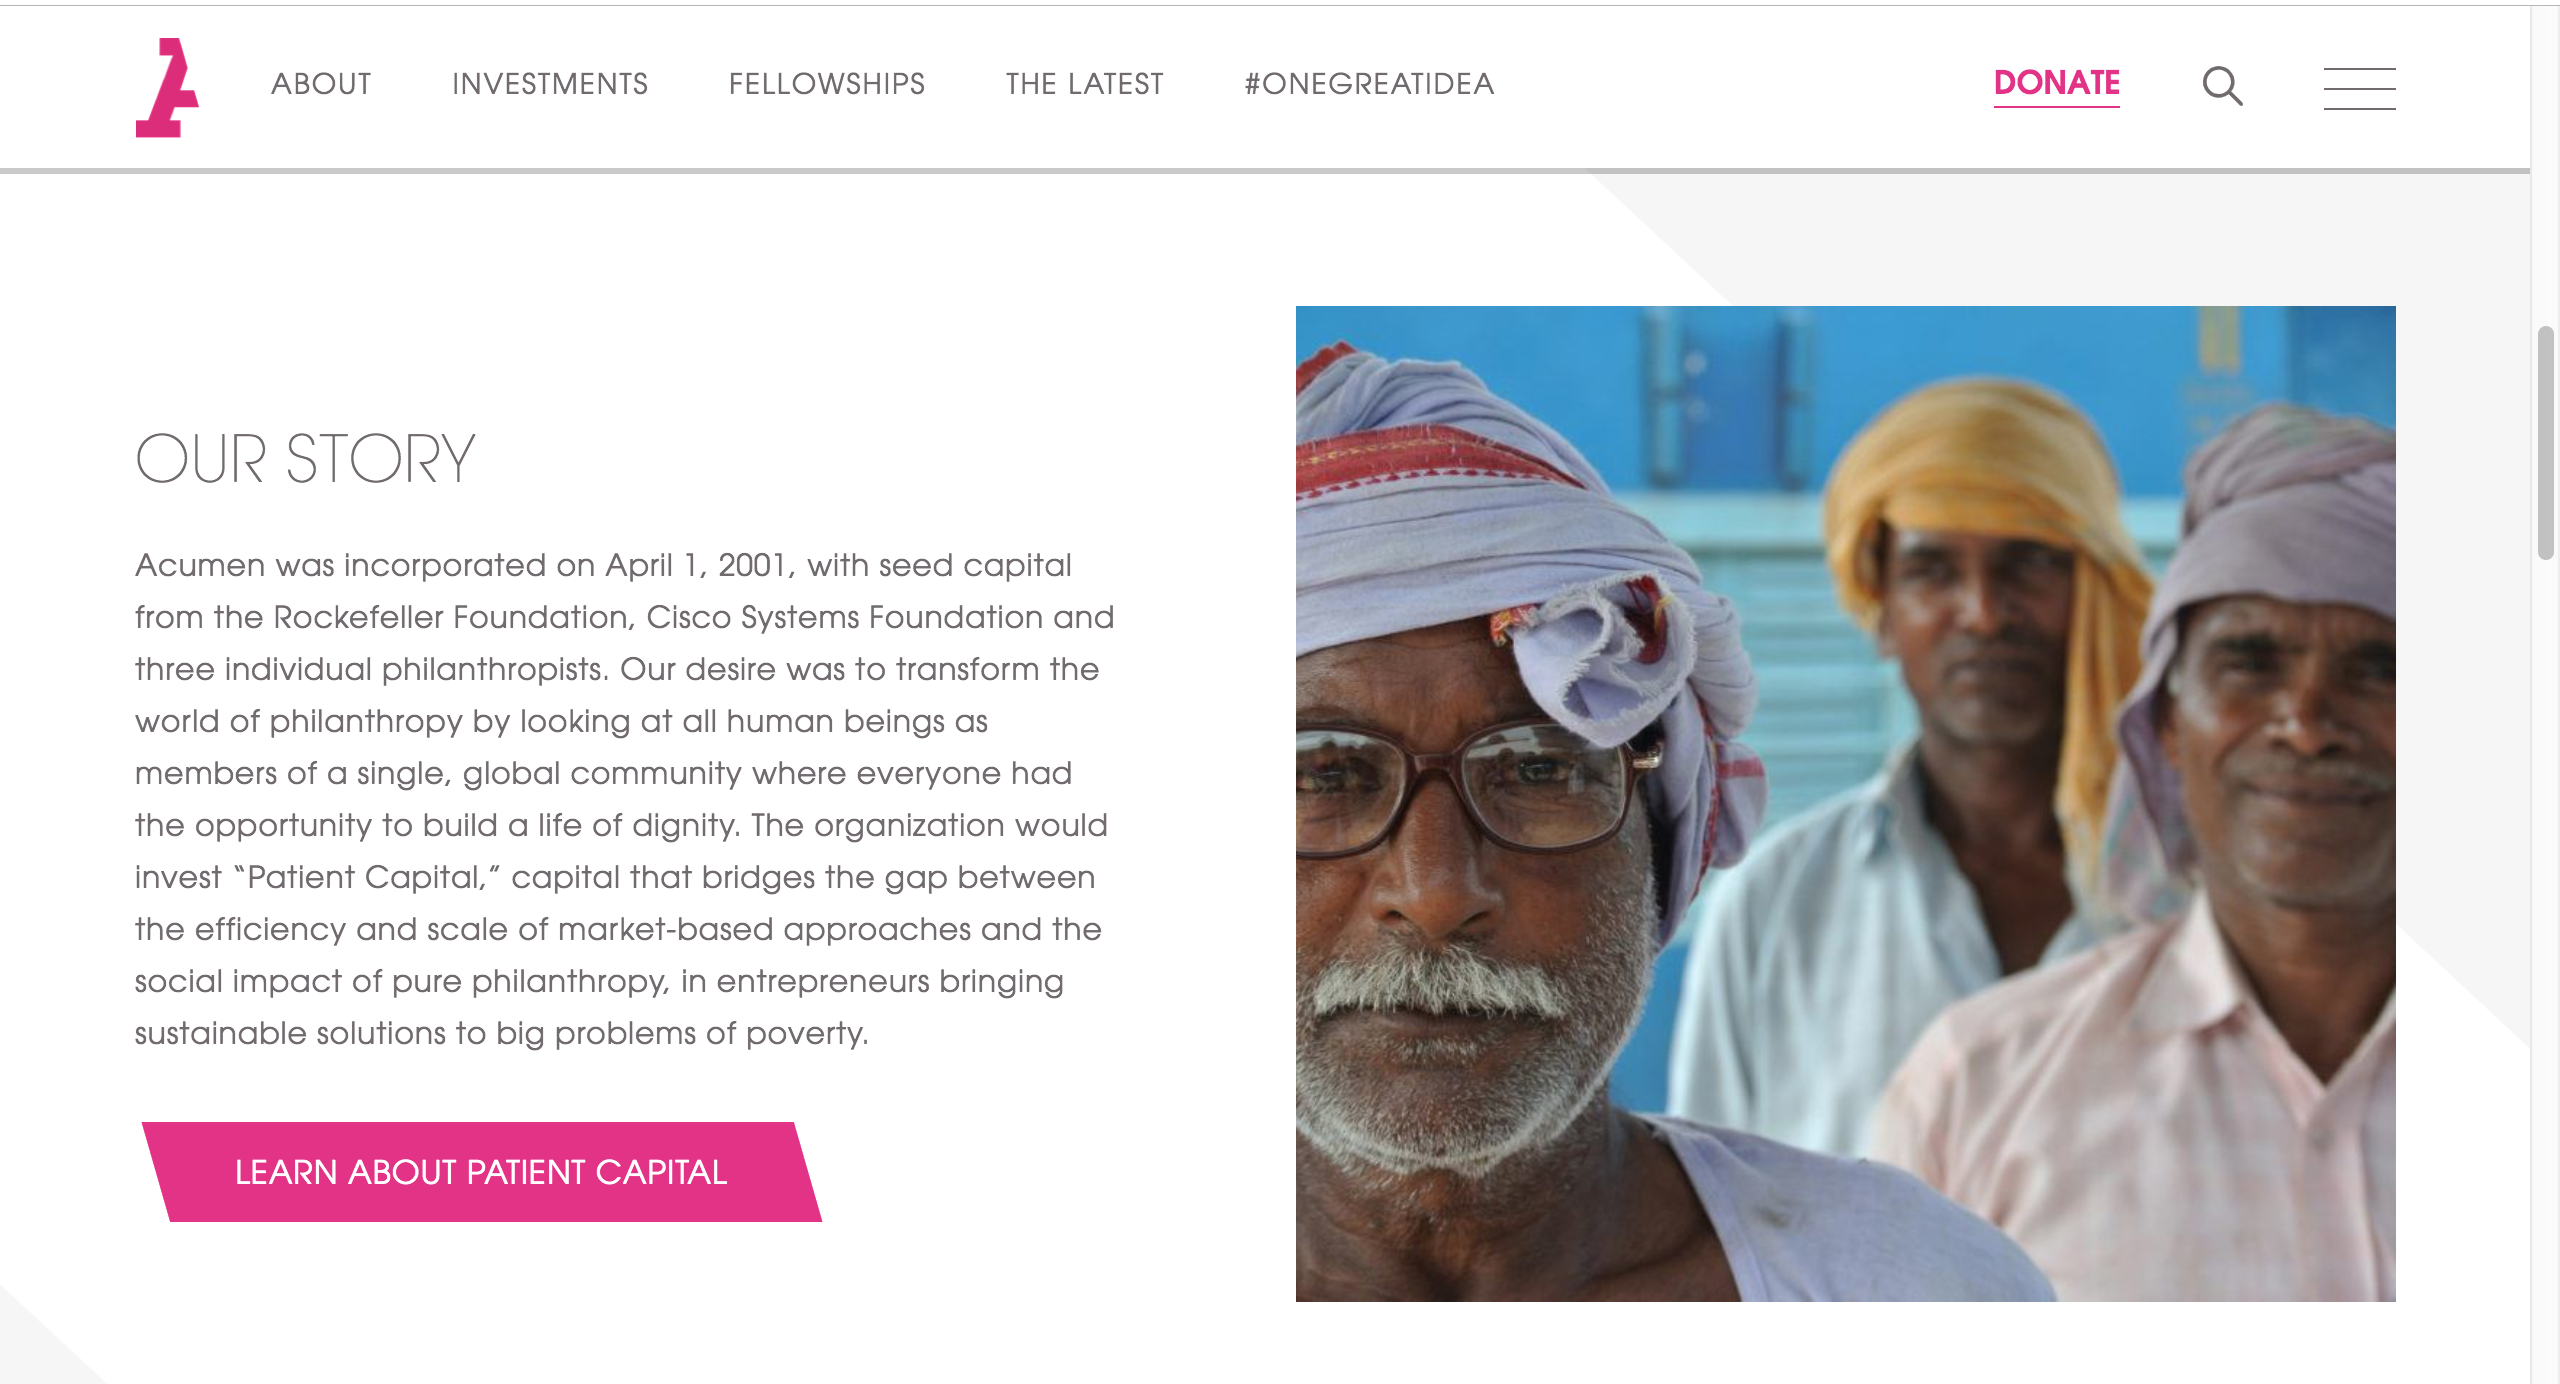 ABOUT INVESTMENTS FELLOWSHIPS THE LATEST #ONEGREATIDEA DONATE
OUR STORY
Acumen was incorporated on April 1, 2001, with seed capital
from the Rockefeller Foundation, Cisco Systems Foundation and
three individual philanthropists. Our desire was to transform the
world of philanthropy by looking at all human beings as
members of a single, global community where everyone had
the opportunity to build a life of dignity. The organization would
invest “Patient Capital,” capital that bridges the gap between
the efficiency and scale of market-based approaches and the
social impact of pure philanthropy, in entrepreneurs bringing
sustainable solutions to big problems of poverty.
LEARN ABOUT PATIENT CAPITAL